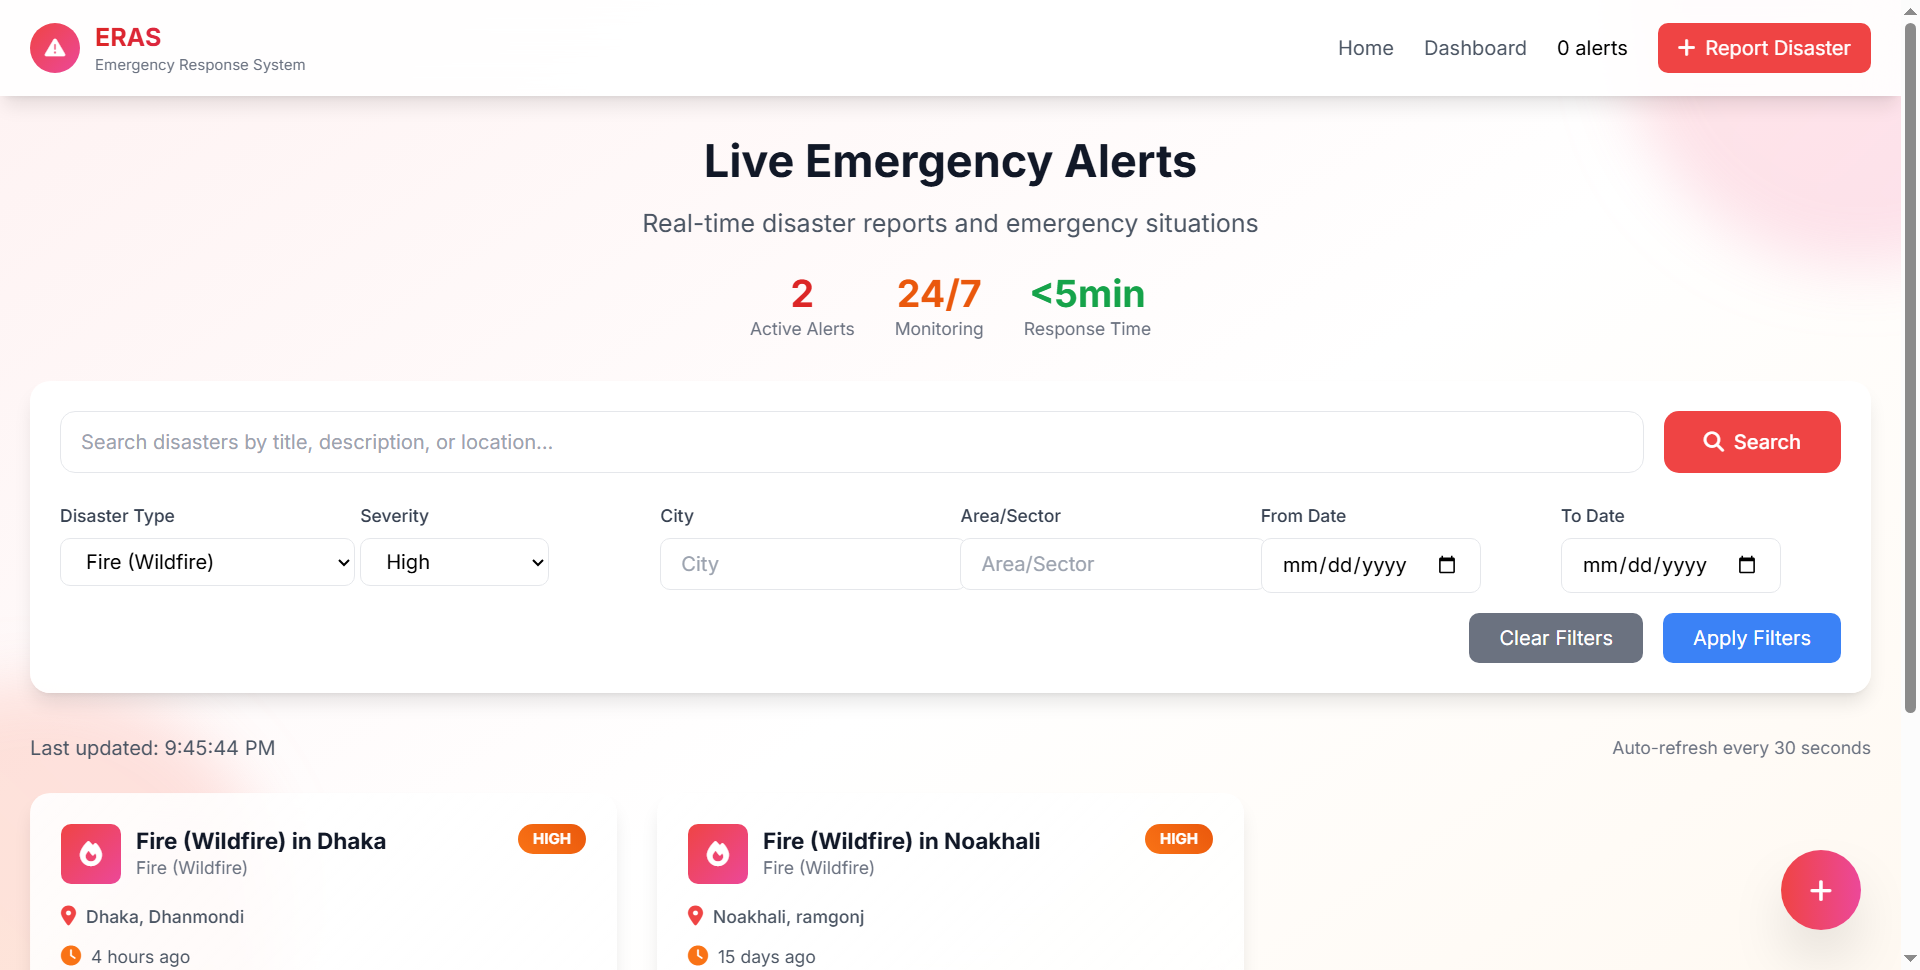 ERAS
Emergency Response System
Home
Dashboard
0 alerts
Report Disaster
Live Emergency Alerts
Real-time disaster reports and emergency situations
2
Active Alerts
24/7
Monitoring
<5min
Response Time
Search disasters by title, description, or location...
Search
Disaster Type
Severity
City
Area/Sector
From Date
To Date
Fire (Wildfire)
High
City
Area/Sector
mm/dd/yyyy
mm/dd/yyyy
Clear Filters
Apply Filters
Last updated: 9:45:44 PM
Auto-refresh every 30 seconds
Fire (Wildfire) in Dhaka
HIGH
Fire (Wildfire)
Dhaka, Dhanmondi
4 hours ago
Fire (Wildfire) in Noakhali
HIGH
Fire (Wildfire)
Noakhali, ramgonj
15 days ago